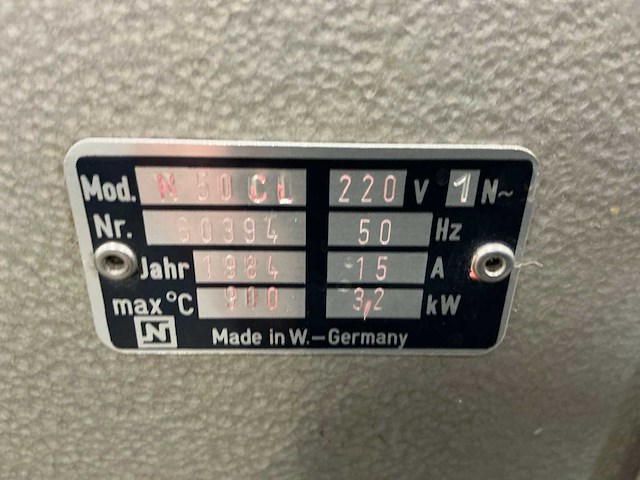 Mod. N 50 CL 220 V 1 N~
Nr. 60394 50 Hz
Jahr 1984 15 A
max °C 900 3,2 kW
N Made in W.-Germany